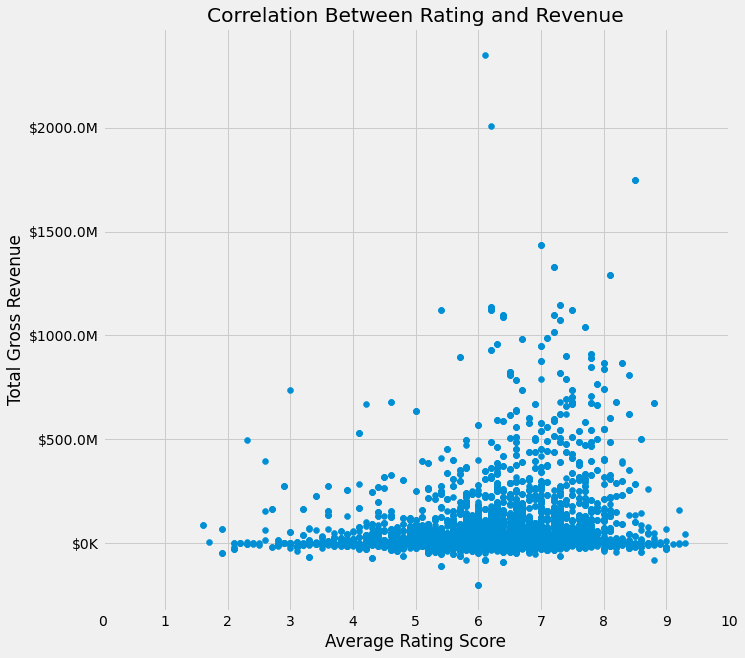 Correlation Between Rating and Revenue
Total Gross Revenue
$2000.0M
$1500.0M
$1000.0M
$500.0M
$0K
0 1 2 3 4 5 6 7 8 9 10
Average Rating Score